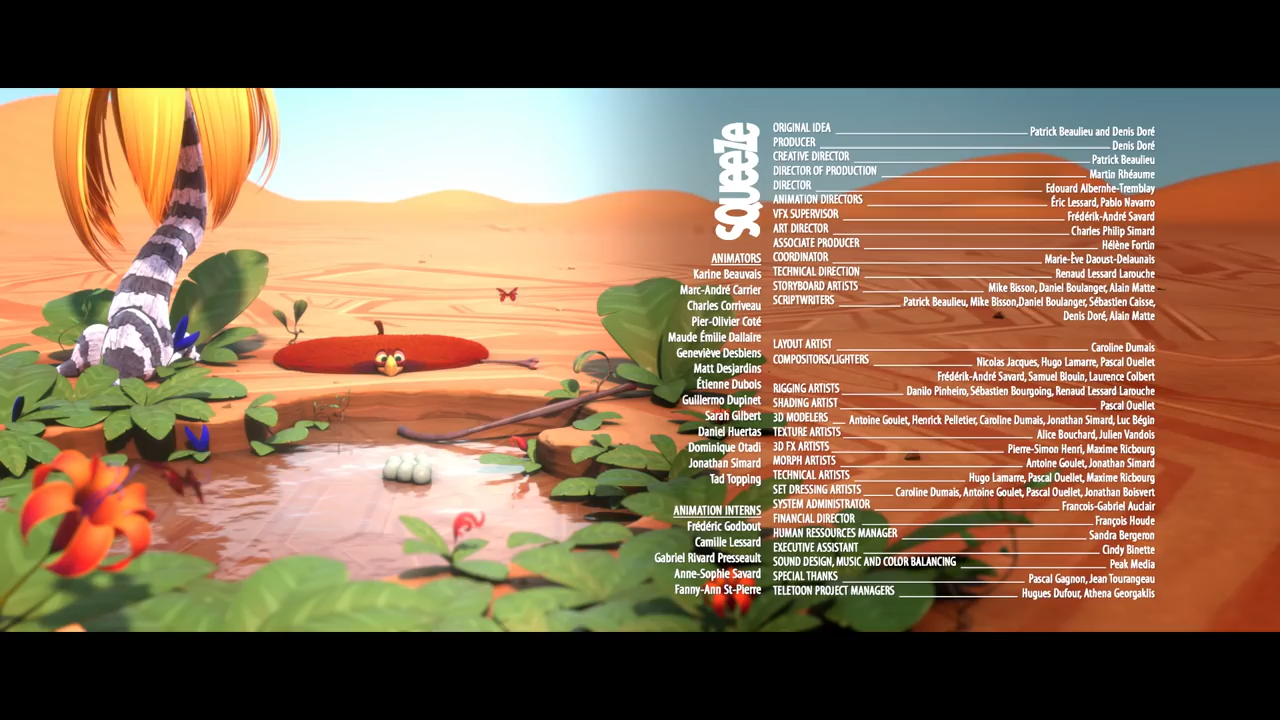 squeeze
ORIGINAL IDEA Patrick Beaulieu and Denis Doré
PRODUCER Denis Doré
CREATIVE DIRECTOR Patrick Beaulieu
DIRECTOR OF PRODUCTION Martin Rhéaume
DIRECTOR Edouard Albernhe-Tremblay
ANIMATION DIRECTORS Éric Lessard, Pablo Navarro
VFX SUPERVISOR Frédérik-André Savard
ART DIRECTOR Charles Philip Simard
ASSOCIATE PRODUCER Hélène Fortin
COORDINATOR Marie-Ève Daoust-Delaunais
TECHNICAL DIRECTION Renaud Lessard Larouche
STORYBOARD ARTISTS Mike Bisson, Daniel Boulanger, Alain Matte
SCRIPTWRITERS Patrick Beaulieu, Mike Bisson,Daniel Boulanger, Sébastien Caisse,
Denis Doré, Alain Matte
LAYOUT ARTIST Caroline Dumais
COMPOSITORS/LIGHTERS Nicolas Jacques, Hugo Lamarre, Pascal Ouellet
Frédérik-André Savard, Samuel Blouin, Laurence Colbert
RIGGING ARTISTS Danilo Pinheiro, Sébastien Bourgoing, Renaud Lessard Larouche
SHADING ARTIST Pascal Ouellet
3D MODELERS Antoine Goulet, Henrick Pelletier, Caroline Dumais, Jonathan Simard, Luc Bégin
TEXTURE ARTISTS Alice Bouchard, Julien Vandois
3D FX ARTISTS Pierre-Simon Henri, Maxime Ricbourg
MORPH ARTISTS Antoine Goulet, Jonathan Simard
TECHNICAL ARTISTS Hugo Lamarre, Pascal Ouellet, Maxime Ricbourg
SET DRESSING ARTISTS Caroline Dumais, Antoine Goulet, Pascal Ouellet, Jonathan Boisvert
SYSTEM ADMINISTRATOR Francois-Gabriel Auclair
FINANCIAL DIRECTOR François Houde
HUMAN RESSOURCES MANAGER Sandra Bergeron
EXECUTIVE ASSISTANT Cindy Binette
SOUND DESIGN, MUSIC AND COLOR BALANCING Peak Media
SPECIAL THANKS Pascal Gagnon, Jean Tourangeau
TELETOON PROJECT MANAGERS Hugues Dufour, Athena Georgaklis
ANIMATORS
Karine Beauvais
Marc-André Carrier
Charles Corriveau
Pier-Olivier Coté
Maude Émilie Dallaire
Geneviève Desbiens
Matt Desjardins
Étienne Dubois
Guillermo Dupinet
Sarah Gilbert
Daniel Huertas
Dominique Otadi
Jonathan Simard
Tad Topping
ANIMATION INTERNS
Frédéric Godbout
Camille Lessard
Gabriel Rivard Presseault
Anne-Sophie Savard
Fanny-Ann St-Pierre